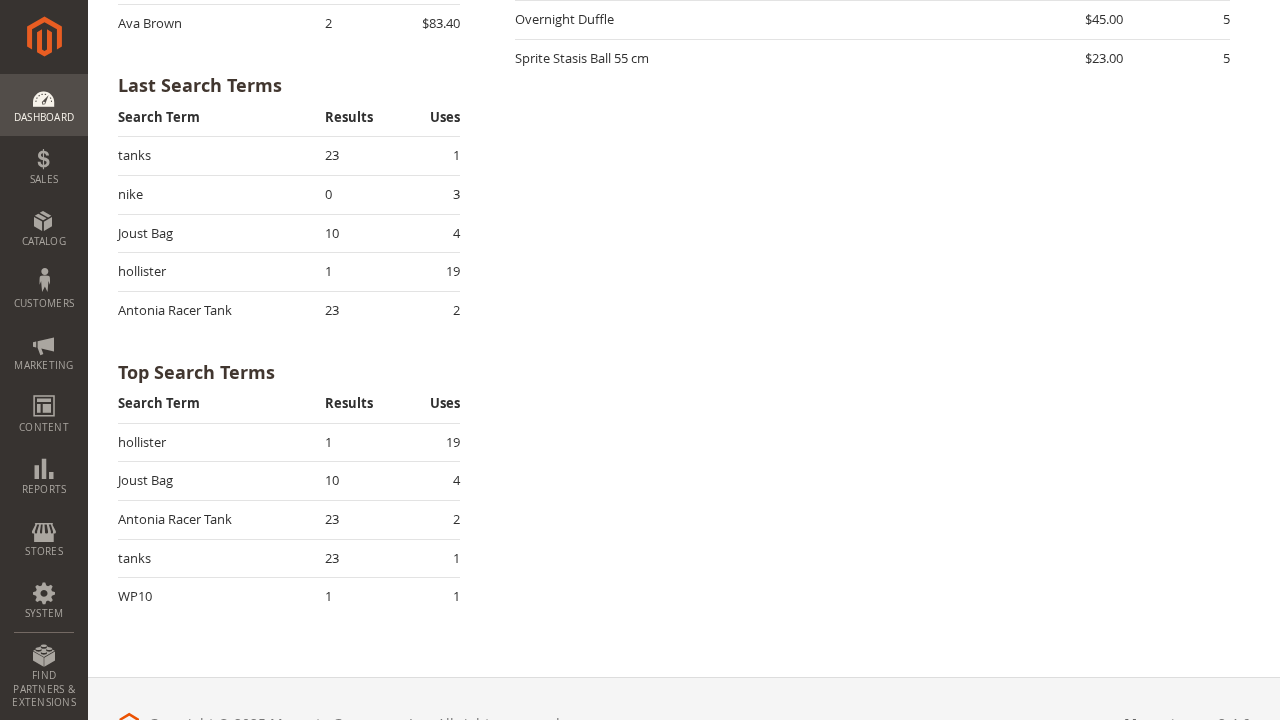 Ava Brown 2 $83.40
Overnight Duffle $45.00 5
Sprite Stasis Ball 55 cm $23.00 5
DASHBOARD
SALES
CATALOG
CUSTOMERS
MARKETING
CONTENT
REPORTS
STORES
SYSTEM
FIND
PARTNERS &
EXTENSIONS
Last Search Terms
Search Term Results Uses
tanks 23 1
nike 0 3
Joust Bag 10 4
hollister 1 19
Antonia Racer Tank 23 2
Top Search Terms
Search Term Results Uses
hollister 1 19
Joust Bag 10 4
Antonia Racer Tank 23 2
tanks 23 1
WP10 1 1